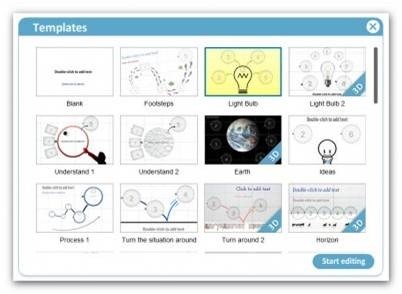 Templates
Double-click to add text
Blank
Footsteps
Light Bulb
3D
Light Bulb 2
Understand 1
Understand 2
3D
Earth
Double click to add text
2
6
Ideas
Double click to add text
Process 1
Turn the situation around
Click to add text
3D
Turn around 2
Double click to add text
3D
Horizon
Start editing